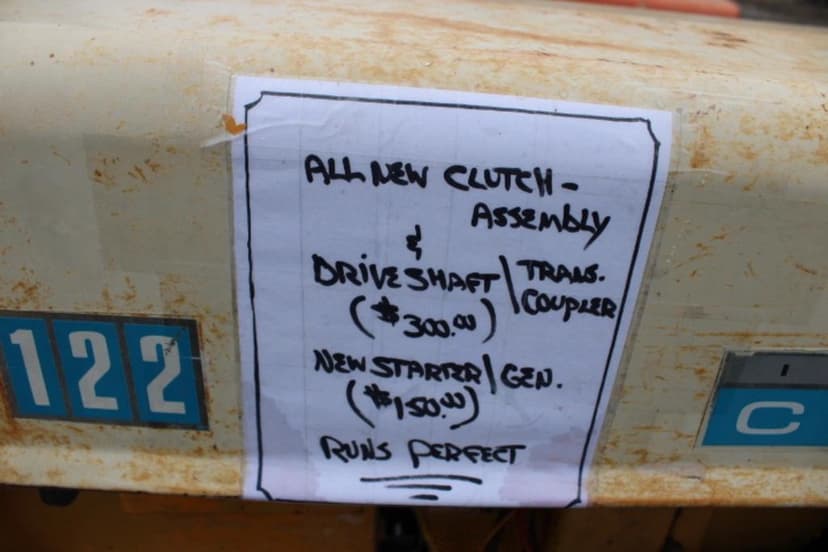 ALL NEW CLUTCH -
ASSEMBLY
&
DRIVESHAFT \ TRANS. COUPLER
($300.00)
NEW STARTER \ GEN.
($150.00)
RUNS PERFECT
122
C